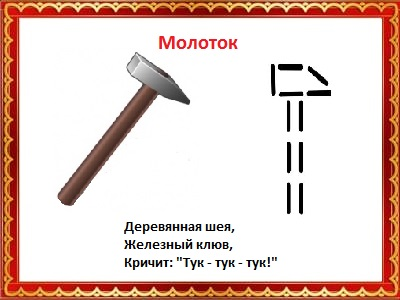 Молоток
Деревянная шея,
Железный клюв,
Кричит: "Тук - тук - тук!"